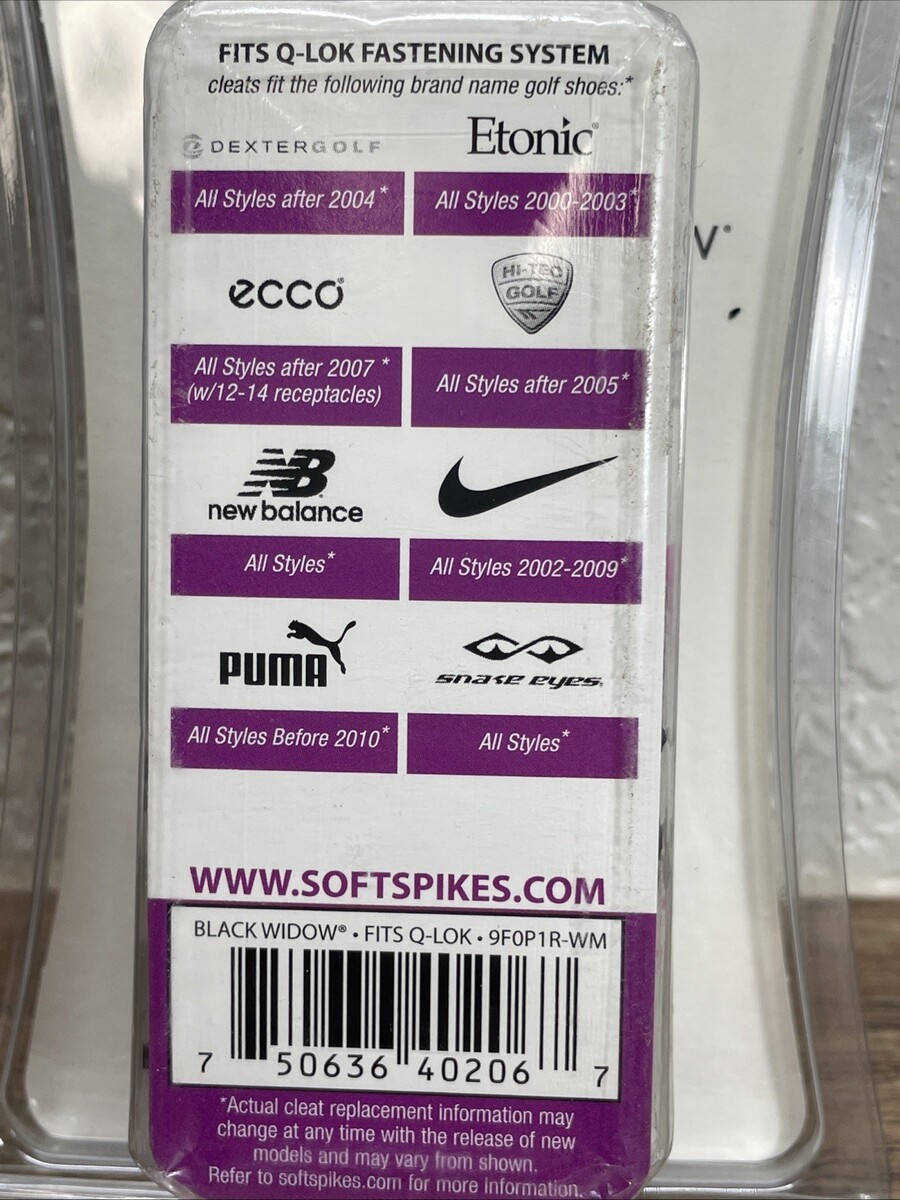 FITS Q-LOK FASTENING SYSTEM
cleats fit the following brand name golf shoes:*
DEXTERGOLF
Etonic®
All Styles after 2004*
All Styles 2000-2003*
ecco®
HI-TEC
GOLF
All Styles after 2007 *
(w/12-14 receptacles)
All Styles after 2005*
NB
new balance
All Styles*
All Styles 2002-2009*
PUMA
snake eyes
All Styles Before 2010*
All Styles*
WWW.SOFTSPIKES.COM
BLACK WIDOW® • FITS Q-LOK • 9F0P1R-WM
7 50636 40206 7
*Actual cleat replacement information may
change at any time with the release of new
models and may vary from shown.
Refer to softspikes.com for more information.